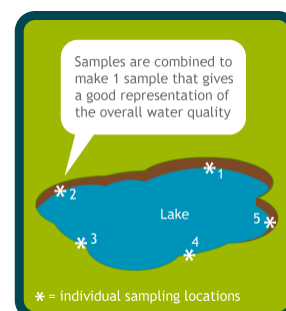 Samples are combined to
make 1 sample that gives
a good representation of
the overall water quality
*1
*2
Lake
5*
*3
4
*
* = individual sampling locations